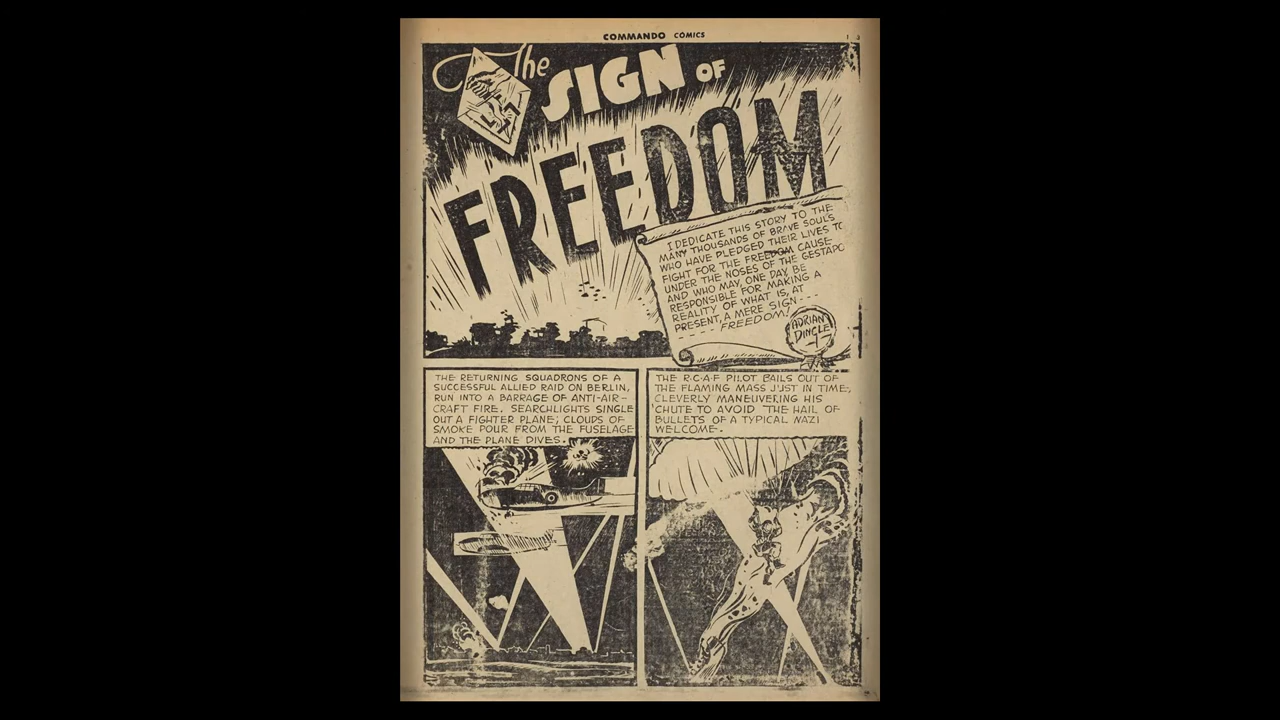 COMMANDO COMICS
The SIGN OF
FREEDOM
I DEDICATE THIS STORY TO THE
MANY THOUSANDS OF BRAVE SOULS
WHO HAVE PLEDGED THEIR LIVES TO
FIGHT FOR THE FREEDOM CAUSE
UNDER THE NOSES OF THE GESTAPO
AND WHO MAY, ONE DAY, BE
RESPONSIBLE FOR MAKING A
REALITY OF WHAT IS, AT
PRESENT, A MERE SIGN - - -
- - - - - FREEDOM!
ADRIAN
DINGLE
THE RETURNING SQUADRONS OF A
SUCCESSFUL ALLIED RAID ON BERLIN,
RUN INTO A BARRAGE OF ANTI-AIR-
CRAFT FIRE. SEARCHLIGHTS SINGLE
OUT A FIGHTER PLANE; CLOUDS OF
SMOKE POUR FROM THE FUSELAGE
AND THE PLANE DIVES.
THE R·C·A·F PILOT BAILS OUT OF
THE FLAMING MASS JUST IN TIME,
CLEVERLY MANEUVERING HIS
'CHUTE TO AVOID THE HAIL OF
BULLETS OF A TYPICAL NAZI
WELCOME.